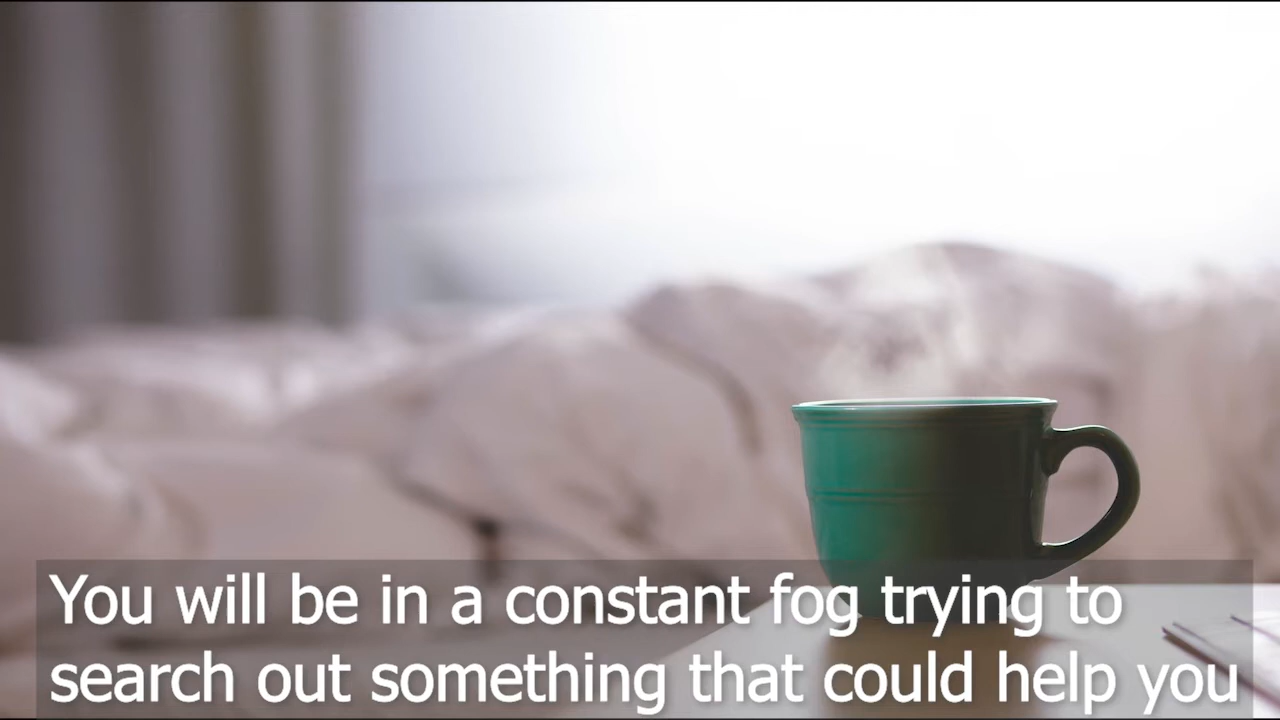 You will be in a constant fog trying to
search out something that could help you